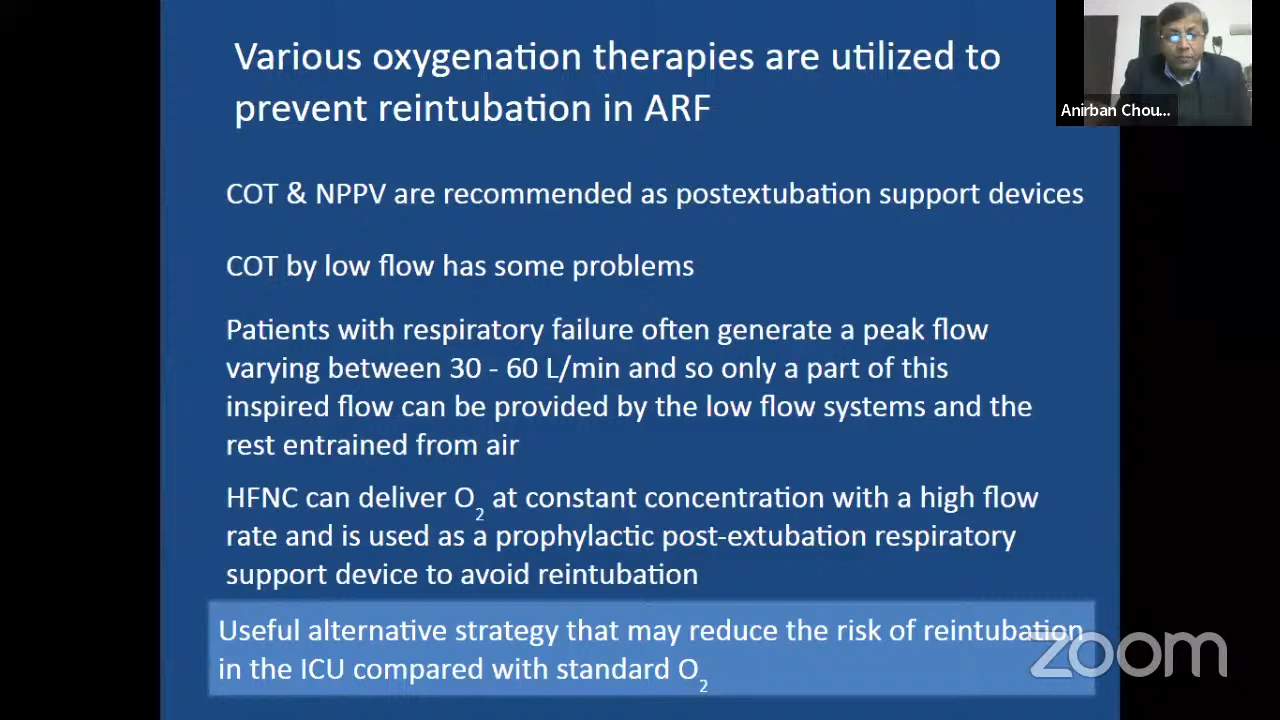 Various oxygenation therapies are utilized to
prevent reintubation in ARF
Anirban Chou...
COT & NPPV are recommended as postextubation support devices
COT by low flow has some problems
Patients with respiratory failure often generate a peak flow
varying between 30 - 60 L/min and so only a part of this
inspired flow can be provided by the low flow systems and the
rest entrained from air
HFNC can deliver O2 at constant concentration with a high flow
rate and is used as a prophylactic post-extubation respiratory
support device to avoid reintubation
Useful alternative strategy that may reduce the risk of reintubation
in the ICU compared with standard O2
zoom